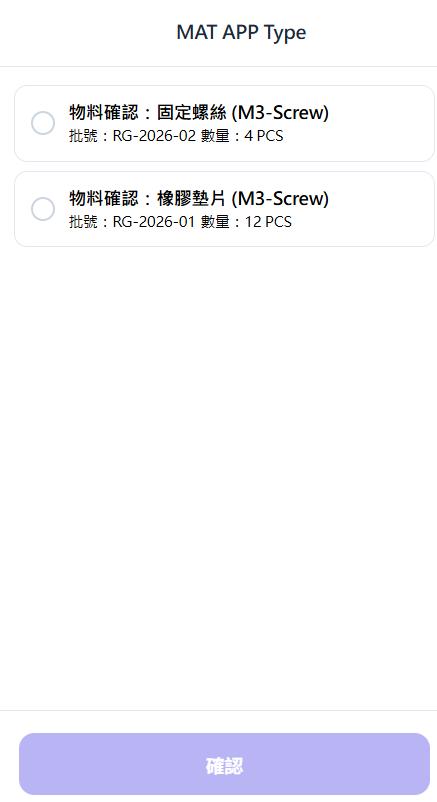 MAT APP Type
物料確認：固定螺絲 (M3-Screw)
批號：RG-2026-02 數量：4 PCS
物料確認：橡膠墊片 (M3-Screw)
批號：RG-2026-01 數量：12 PCS
確認